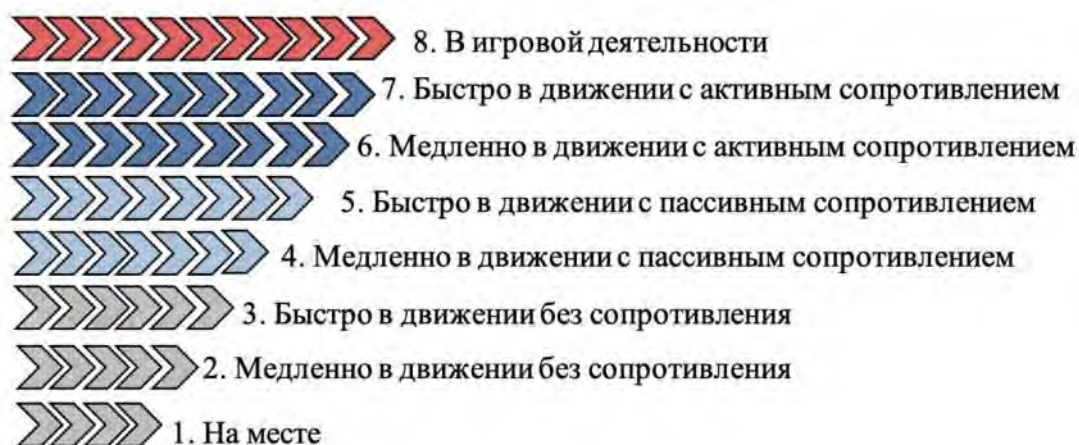 8. В игровой деятельности
7. Быстро в движении с активным сопротивлением
6. Медленно в движении с активным сопротивлением
5. Быстро в движении с пассивным сопротивлением
4. Медленно в движении с пассивным сопротивлением
3. Быстро в движении без сопротивления
2. Медленно в движении без сопротивления
1. На месте